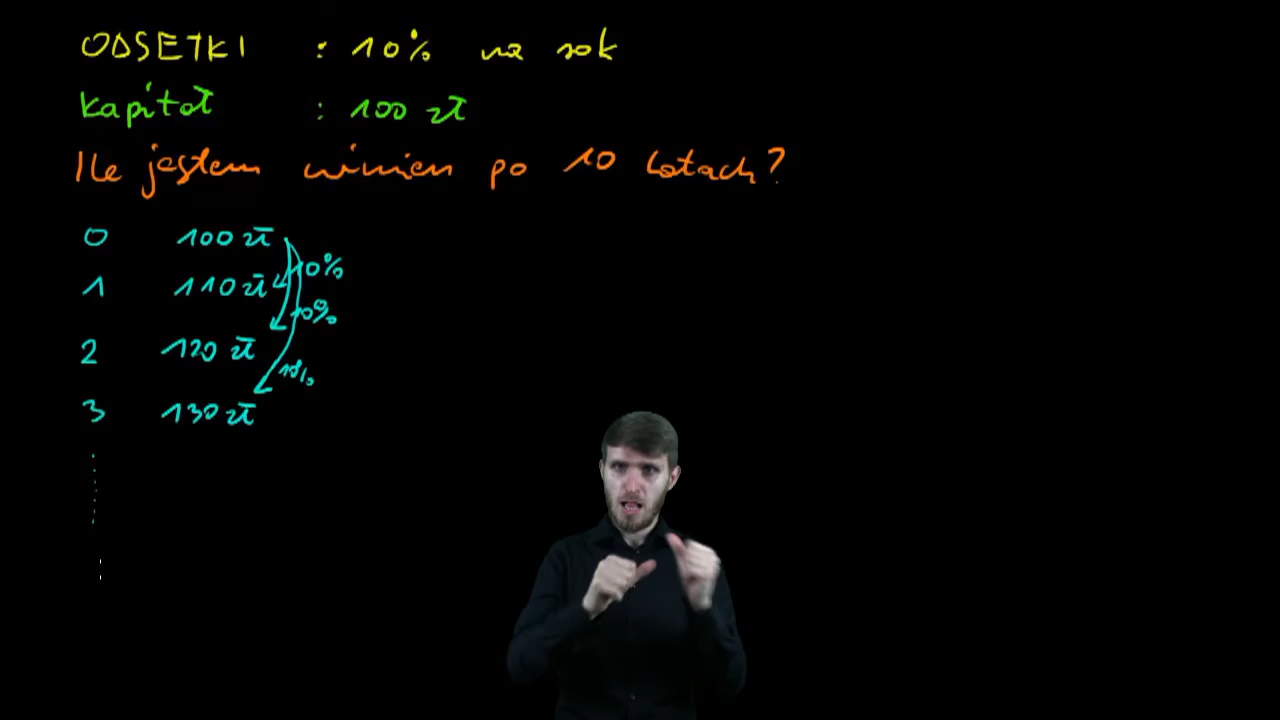 ODSETKI : 10% na rok
Kapitał : 100 zł
Ile jestem winien po 10 latach?
0 100 zł
10%
1 110 zł
10%
2 120 zł
10%
3 130 zł